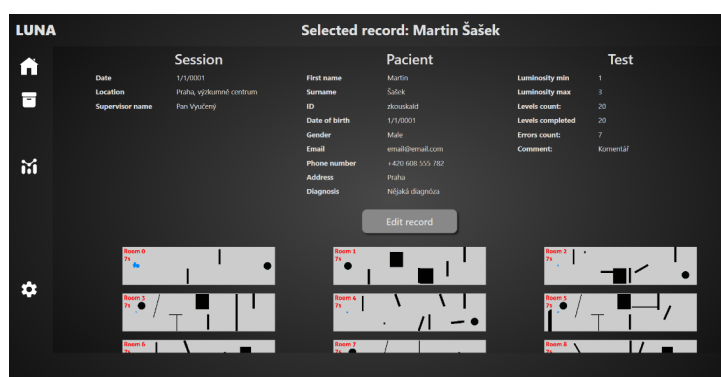 LUNA
Selected record: Martin Šašek
Session
Date 1/1/0001
Location Praha, výzkumné centrum
Supervisor name Pan Vyučený
Pacient
First name Martin
Surname Šašek
ID zkouskald
Date of birth 1/1/0001
Gender Male
Email email@email.com
Phone number +420 608 555 782
Address Praha
Diagnosis Nějaká diagnóza
Test
Luminosity min 1
Luminosity max 3
Levels count: 20
Levels completed 20
Errors count: 7
Comment: Komentář
Edit record
Room 0
7s
Room 1
7s
Room 2
7s
Room 3
7s
Room 4
7s
Room 5
7s
Room 6
7s
Room 7
7s
Room 8
7s